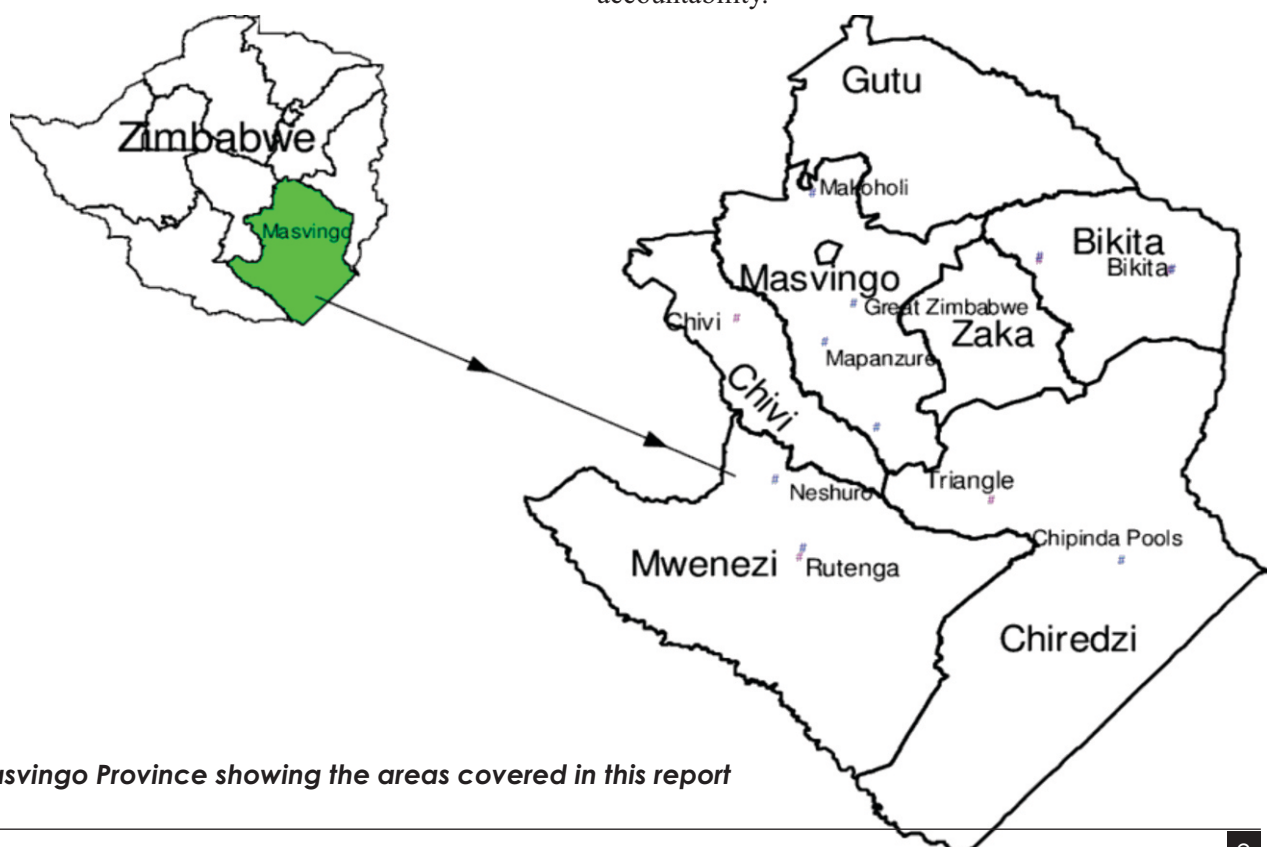 accountability.
Zimbabwe
Masvingo
Gutu
Makoholi
Bikita
Bikita
Masvingo
Great Zimbabwe
Chivi
Zaka
Mapanzure
Chivi
Triangle
Neshuro
Chipinda Pools
Mwenezi
Rutenga
Chiredzi
asvingo Province showing the areas covered in this report